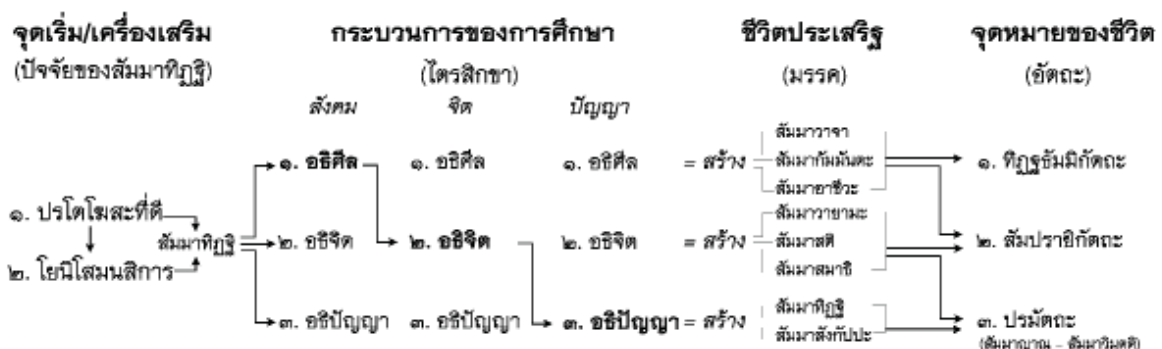 จุดเริ่ม/เครื่องเสริม กระบวนการของการศึกษา ชีวิตประเสริฐ จุดหมายของชีวิต
(ปัจจัยของสัมมาทิฏฐิ) (ไตรสิกขา) (มรรค) (อัตถะ)
สังคม จิต ปัญญา
สัมมาวาจา
๑. อธิศีล ๑. อธิศีล ๑. อธิศีล = สร้าง สัมมากัมมันตะ ๑. ทิฏฐธัมมิกัตถะ
สัมมาอาชีวะ
๑. ปรโตโฆสะที่ดี
สัมมาวายามะ
สัมมาทิฏฐิ ๒. อธิจิต ๒. อธิจิต ๒. อธิจิต = สร้าง สัมมาสติ ๒. สัมปรายิกัตถะ
๒. โยนิโสมนสิการ
สัมมาสมาธิ
สัมมาทิฏฐิ
๓. อธิปัญญา ๓. อธิปัญญา ๓. อธิปัญญา = สร้าง ๓. ปรมัตถะ
สัมมาสังกัปปะ
(สัมมาญาณ – สัมมาวิมุตติ)